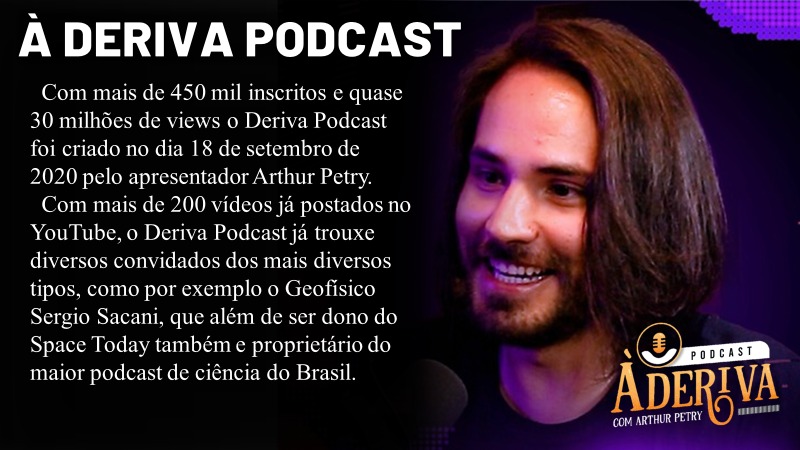 À DERIVA PODCAST
Com mais de 450 mil inscritos e quase
30 milhões de views o Deriva Podcast
foi criado no dia 18 de setembro de
2020 pelo apresentador Arthur Petry.
Com mais de 200 vídeos já postados no
YouTube, o Deriva Podcast já trouxe
diversos convidados dos mais diversos
tipos, como por exemplo o Geofísico
Sergio Sacani, que além de ser dono do
Space Today também e proprietário do
maior podcast de ciência do Brasil.
PODCAST
À DERIVA
COM ARTHUR PETRY